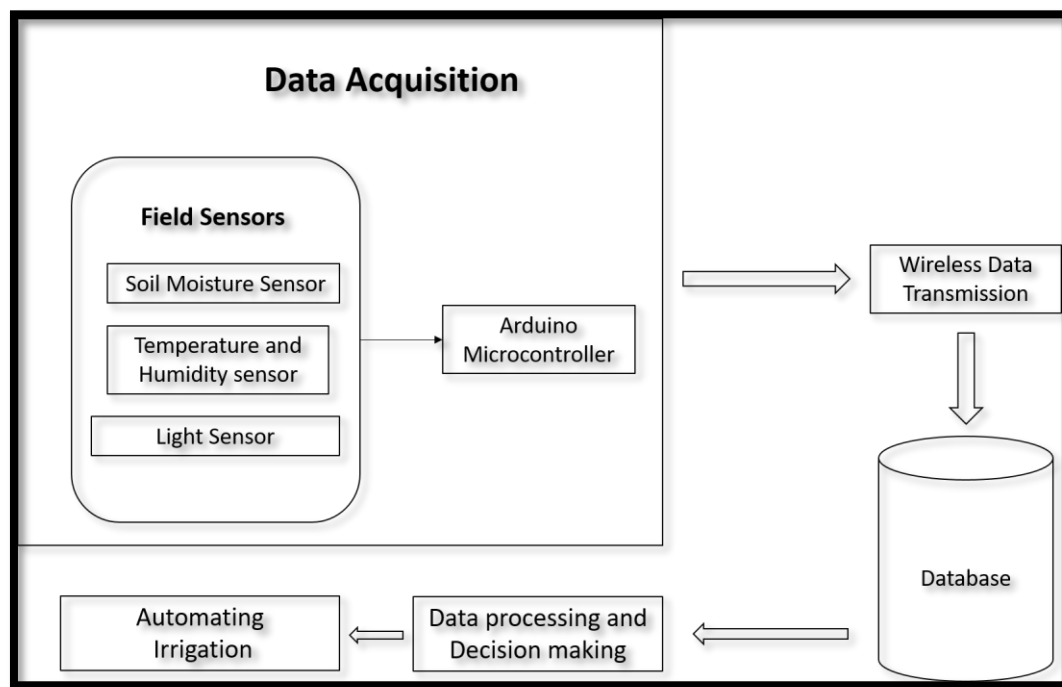 Data Acquisition
Field Sensors
Soil Moisture Sensor
Temperature and
Humidity sensor
Light Sensor
Arduino
Microcontroller
Wireless Data
Transmission
Database
Data processing and
Decision making
Automating
Irrigation